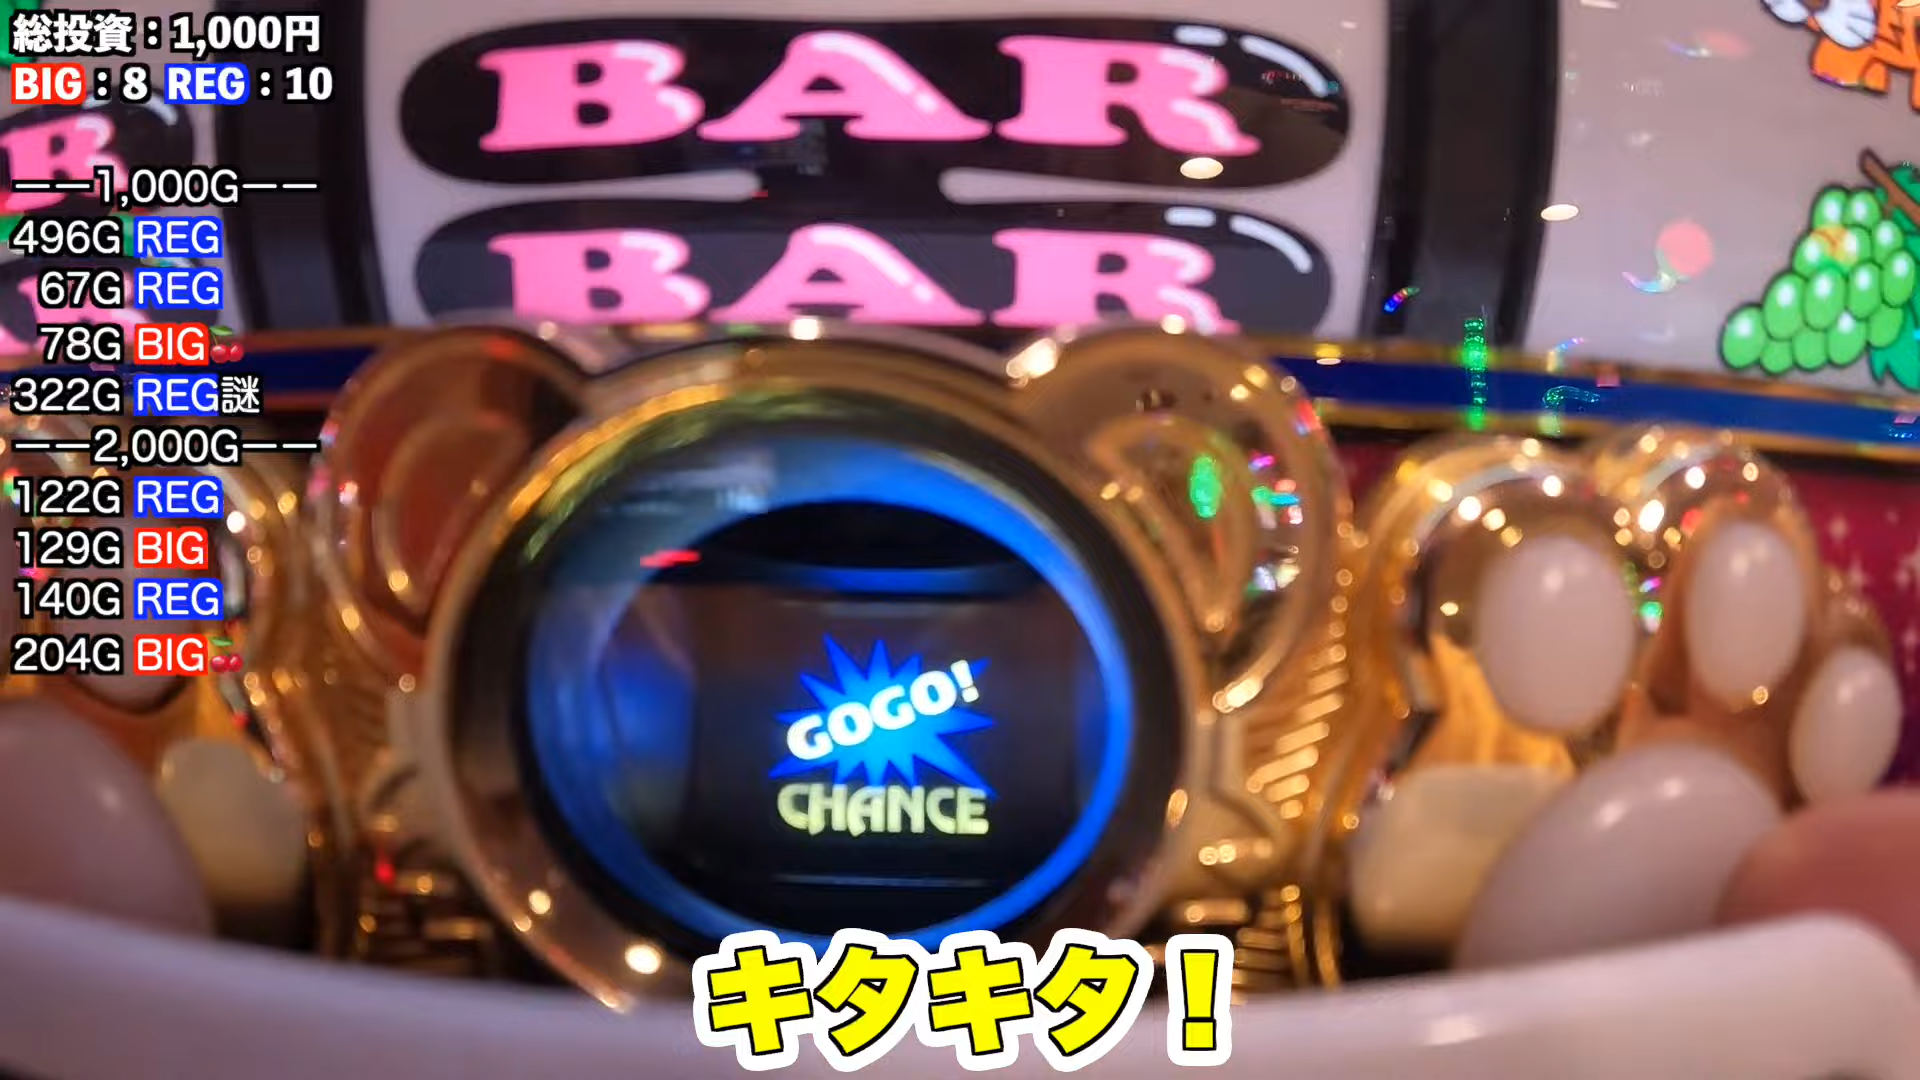 総投資：1,000円
BIG：8 REG：10
——1,000G——
496G REG
67G REG
78G BIG🍒
322G REG謎
——2,000G——
122G REG
129G BIG
140G REG
204G BIG🍒
BAR
BAR
GOGO!
CHANCE
キタキタ！